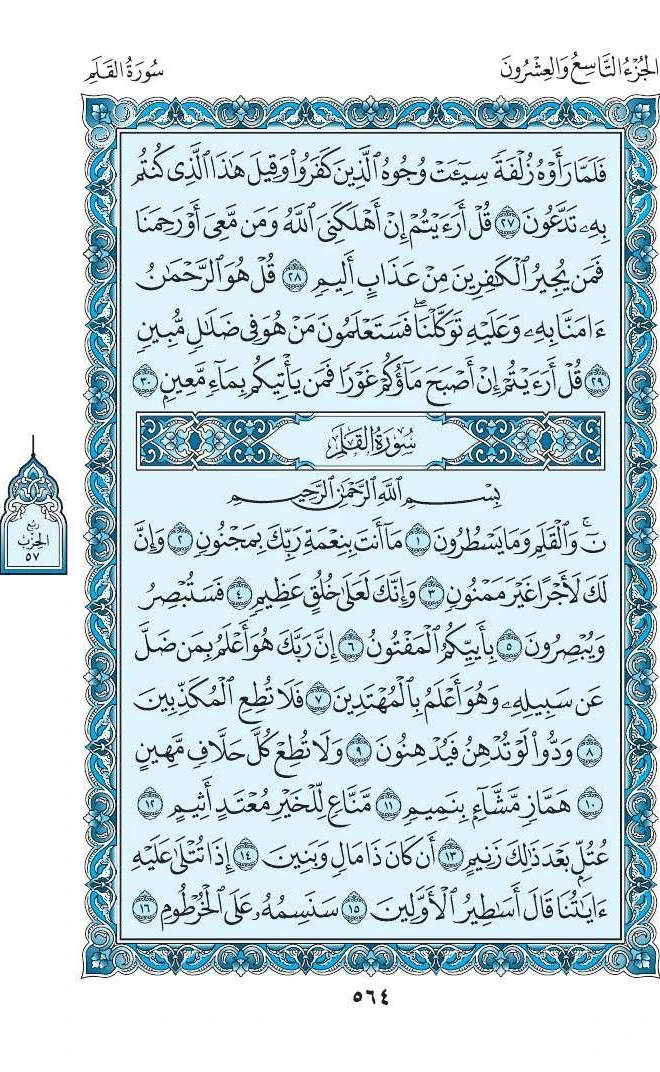 الجُزْءُ التَّاسِعُ وَالعِشْرُونَ
سُورَةُ القَلَمِ
فَلَمَّا رَأَوْهُ زُلْفَةً سِيٓـَٔتْ وُجُوهُ ٱلَّذِينَ كَفَرُواْ وَقِيلَ هَٰذَا ٱلَّذِى كُنتُم
بِهِۦ تَدَّعُونَ ٢٧ قُلْ أَرَءَيْتُمْ إِنْ أَهْلَكَنِىَ ٱللَّهُ وَمَن مَّعِىَ أَوْ رَحِمَنَا
فَمَن يُجِيرُ ٱلْكَٰفِرِينَ مِنْ عَذَابٍ أَلِيمٍ ٢٨ قُلْ هُوَ ٱلرَّحْمَٰنُ
ءَامَنَّا بِهِۦ وَعَلَيْهِ تَوَكَّلْنَا ۖ فَسَتَعْلَمُونَ مَنْ هُوَ فِى ضَلَٰلٍ مُّبِينٍ
٢٩ قُلْ أَرَءَيْتُمْ إِنْ أَصْبَحَ مَآؤُكُمْ غَوْرًا فَمَن يَأْتِيكُم بِمَآءٍ مَّعِينٍۭ ٣٠
سُورَةُ القَلَمِ
بِسْمِ ٱللَّهِ ٱلرَّحْمَٰنِ ٱلرَّحِيمِ
نٓ ۚ وَٱلْقَلَمِ وَمَا يَسْطُرُونَ ١ مَآ أَنتَ بِنِعْمَةِ رَبِّكَ بِمَجْنُونٍ ٢ وَإِنَّ
لَكَ لَأَجْرًا غَيْرَ مَمْنُونٍ ٣ وَإِنَّكَ لَعَلَىٰ خُلُقٍ عَظِيمٍ ٤ فَسَتُبْصِرُ
وَيُبْصِرُونَ ٥ بِأَييِّكُمُ ٱلْمَفْتُونُ ٦ إِنَّ رَبَّكَ هُوَ أَعْلَمُ بِمَن ضَلَّ
عَن سَبِيلِهِۦ وَهُوَ أَعْلَمُ بِٱلْمُهْتَدِينَ ٧ فَلَا تُطِعِ ٱلْمُكَذِّبِينَ
٨ وَدُّواْ لَوْ تُدْهِنُ فَيُدْهِنُونَ ٩ وَلَا تُطِعْ كُلَّ حَلَّافٍ مَّهِينٍ
١٠ هَمَّازٍ مَّشَّآءٍۭ بِنَمِيمٍ ١١ مَّنَّاعٍ لِّلْخَيْرِ مُعْتَدٍ أَثِيمٍ ١٢
عُتُلٍّۭ بَعْدَ ذَٰلِكَ زَنِيمٍ ١٣ أَن كَانَ ذَا مَالٍ وَبَنِينَ ١٤ إِذَا تُتْلَىٰ عَلَيْهِ
ءَايَٰتُنَا قَالَ أَسَٰطِيرُ ٱلْأَوَّلِينَ ١٥ سَنَسِمُهُۥ عَلَى ٱلْخُرْطُومِ ١٦
ربع
الحزب
٥٧
٥٦٤